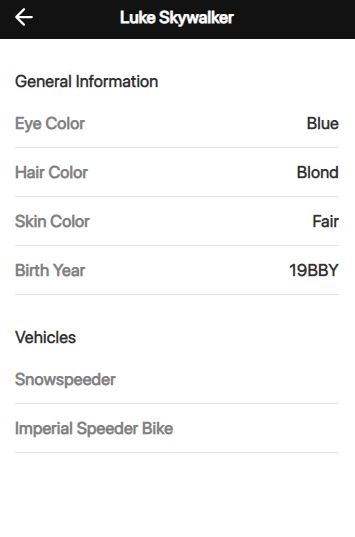 Luke Skywalker
General Information
Eye Color Blue
Hair Color Blond
Skin Color Fair
Birth Year 19BBY
Vehicles
Snowspeeder
Imperial Speeder Bike